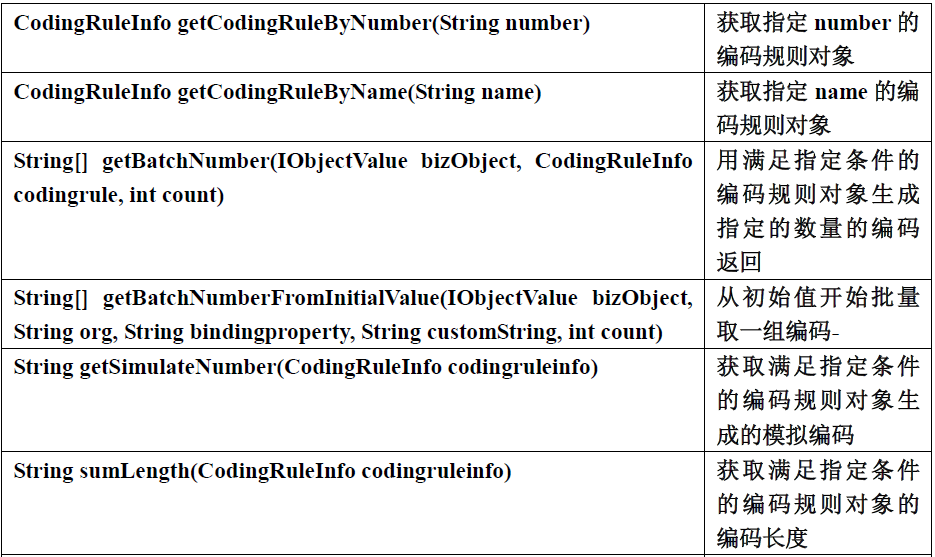 CodingRuleInfo getCodingRuleByNumber(String number)
获取指定 number 的
编码规则对象
CodingRuleInfo getCodingRuleByName(String name)
获取指定 name 的编
码规则对象
String[] getBatchNumber(IObjectValue bizObject, CodingRuleInfo
codingrule, int count)
用满足指定条件的
编码规则对象生成
指定的数量的编码
返回
String[] getBatchNumberFromInitialValue(IObjectValue bizObject,
String org, String bindingproperty, String customString, int count)
从初始值开始批量
取一组编码-
String getSimulateNumber(CodingRuleInfo codingruleinfo)
获取满足指定条件
的编码规则对象生
成的模拟编码
String sumLength(CodingRuleInfo codingruleinfo)
获取满足指定条件
的编码规则对象的
编码长度